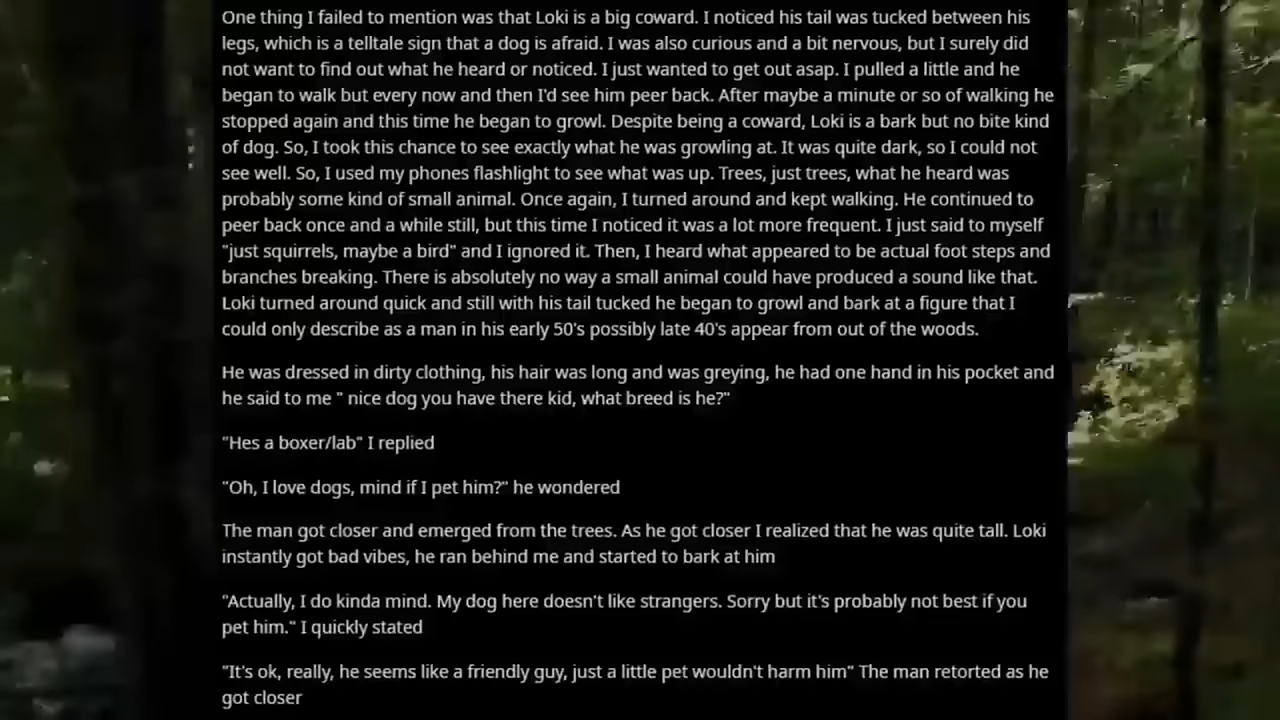 One thing I failed to mention was that Loki is a big coward. I noticed his tail was tucked between his
legs, which is a telltale sign that a dog is afraid. I was also curious and a bit nervous, but I surely did
not want to find out what he heard or noticed. I just wanted to get out asap. I pulled a little and he
began to walk but every now and then I'd see him peer back. After maybe a minute or so of walking he
stopped again and this time he began to growl. Despite being a coward, Loki is a bark but no bite kind
of dog. So, I took this chance to see exactly what he was growling at. It was quite dark, so I could not
see well. So, I used my phones flashlight to see what was up. Trees, just trees, what he heard was
probably some kind of small animal. Once again, I turned around and kept walking. He continued to
peer back once and a while still, but this time I noticed it was a lot more frequent. I just said to myself
"just squirrels, maybe a bird" and I ignored it. Then, I heard what appeared to be actual foot steps and
branches breaking. There is absolutely no way a small animal could have produced a sound like that.
Loki turned around quick and still with his tail tucked he began to growl and bark at a figure that I
could only describe as a man in his early 50's possibly late 40's appear from out of the woods.
He was dressed in dirty clothing, his hair was long and was greying, he had one hand in his pocket and
he said to me " nice dog you have there kid, what breed is he?"
"Hes a boxer/lab" I replied
"Oh, I love dogs, mind if I pet him?" he wondered
The man got closer and emerged from the trees. As he got closer I realized that he was quite tall. Loki
instantly got bad vibes, he ran behind me and started to bark at him
"Actually, I do kinda mind. My dog here doesn't like strangers. Sorry but it's probably not best if you
pet him." I quickly stated
"It's ok, really, he seems like a friendly guy, just a little pet wouldn't harm him" The man retorted as he
got closer